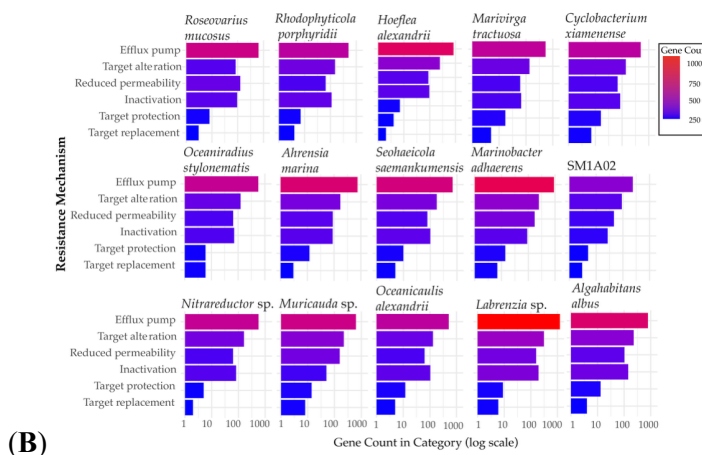 Roseovarius mucosus
Rhodophyticola porphyridii
Hoeflea alexandrii
Marivirga tractuosa
Cyclobacterium xiamenense
Gene Count
1000
750
500
250
Resistance Mechanism
Efflux pump
Target alteration
Reduced permeability
Inactivation
Target protection
Target replacement
Oceaniradius stylonematis
Ahrensia marina
Seohaeicola saemankumensis
Marinobacter adhaerens
SM1A02
Efflux pump
Target alteration
Reduced permeability
Inactivation
Target protection
Target replacement
Nitrareductor sp.
Muricauda sp.
Oceanicaulis alexandrii
Labrenzia sp.
Algahabitans albus
Efflux pump
Target alteration
Reduced permeability
Inactivation
Target protection
Target replacement
1 10 100 1000
1 10 100 1000
1 10 100 1000
1 10 100 1000
1 10 100 1000
Gene Count in Category (log scale)
(B)